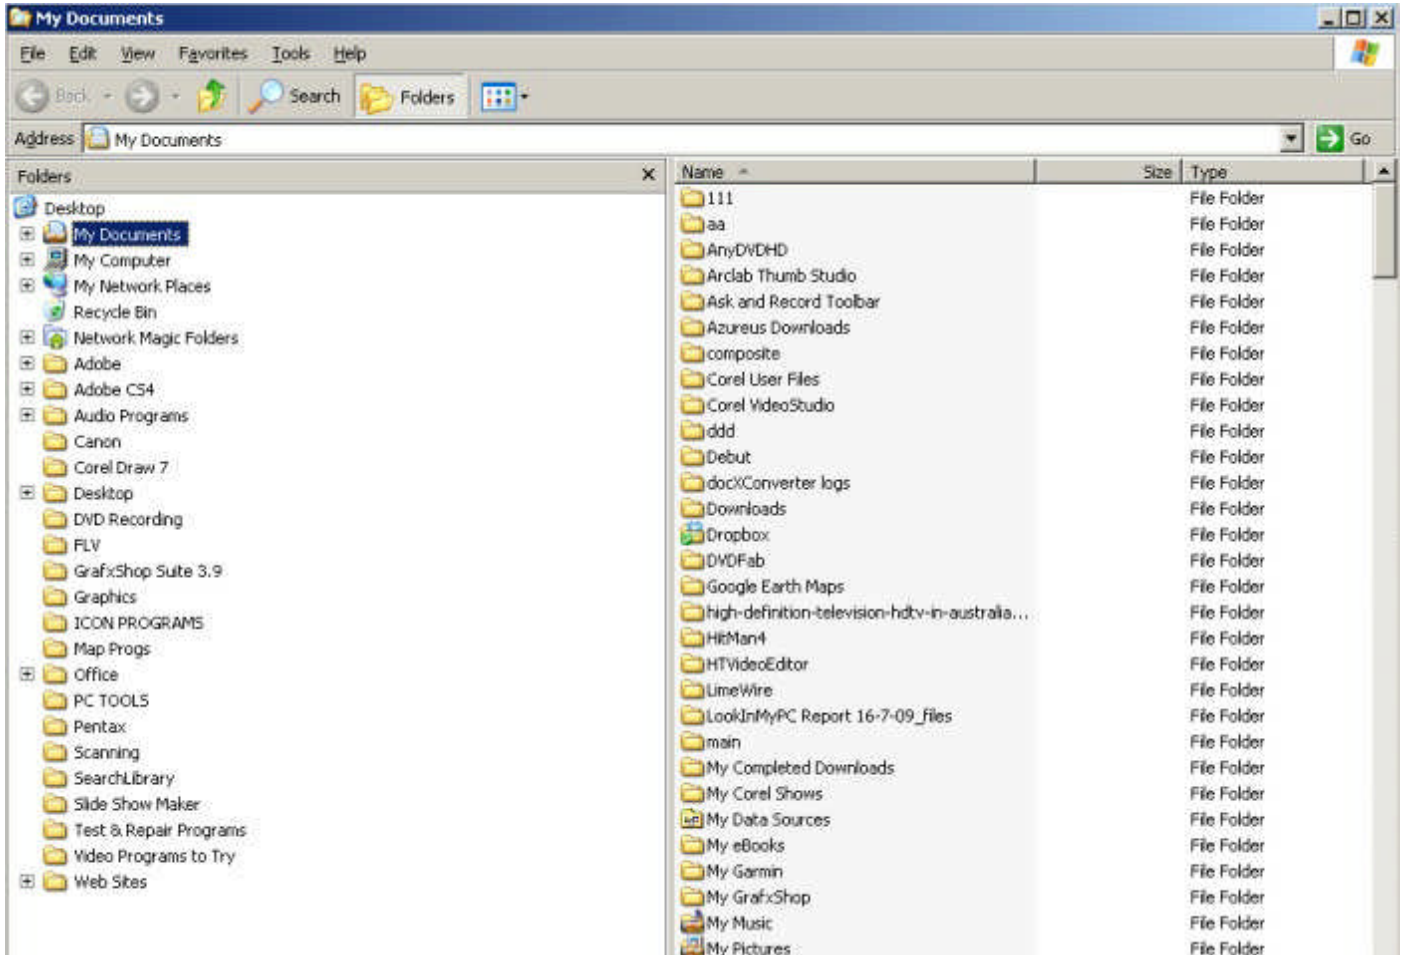 My Documents
File Edit View Favorites Tools Help
Back Search Folders
Address My Documents Go
Folders
Desktop
My Documents
My Computer
My Network Places
Recycle Bin
Network Magic Folders
Adobe
Adobe CS4
Audio Programs
Canon
Corel Draw 7
Desktop
DVD Recording
FLV
GrafxShop Suite 3.9
Graphics
ICON PROGRAMS
Map Progs
Office
PC TOOLS
Pentax
Scanning
SearchLibrary
Slide Show Maker
Test & Repair Programs
Video Programs to Try
Web Sites
Name Size Type
111 File Folder
aa File Folder
AnyDVDHD File Folder
Arclab Thumb Studio File Folder
Ask and Record Toolbar File Folder
Azureus Downloads File Folder
composite File Folder
Corel User Files File Folder
Corel VideoStudio File Folder
ddd File Folder
Debut File Folder
docXConverter logs File Folder
Downloads File Folder
Dropbox File Folder
DVDFab File Folder
Google Earth Maps File Folder
high-definition-television-hdtv-in-australia... File Folder
HitMan4 File Folder
HTVideoEditor File Folder
LimeWire File Folder
LookInMyPC Report 16-7-09_files File Folder
main File Folder
My Completed Downloads File Folder
My Corel Shows File Folder
My Data Sources File Folder
My eBooks File Folder
My Garmin File Folder
My GrafxShop File Folder
My Music File Folder
My Pictures File Folder